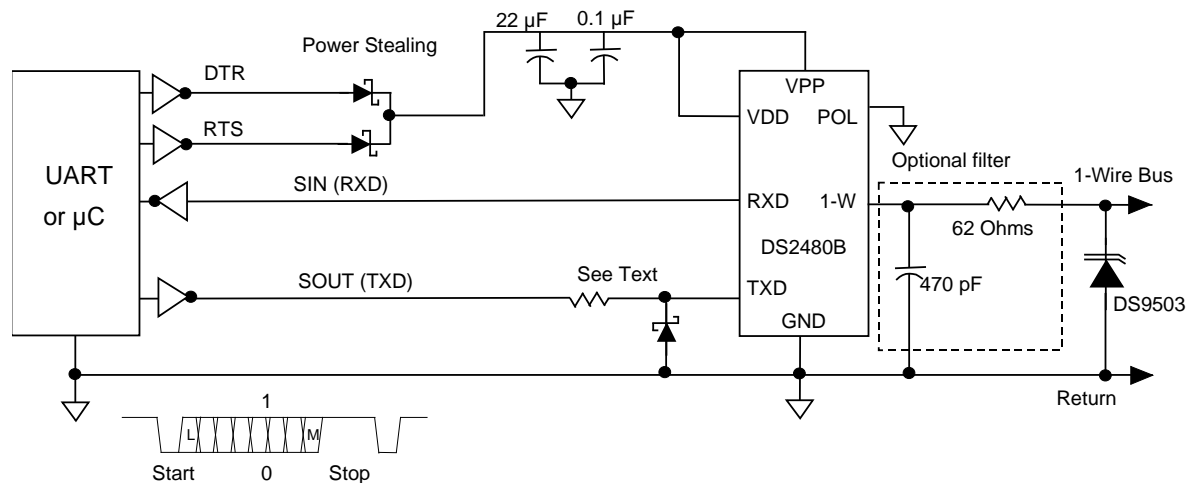 22 µF
0.1 µF
Power Stealing
DTR
VPP
VDD
POL
RTS
Optional filter
UART
or µC
SIN (RXD)
1-Wire Bus
RXD
1-W
62 Ohms
DS2480B
SOUT (TXD)
See Text
TXD
470 pF
DS9503
GND
Return
1
L
M
Start
0
Stop